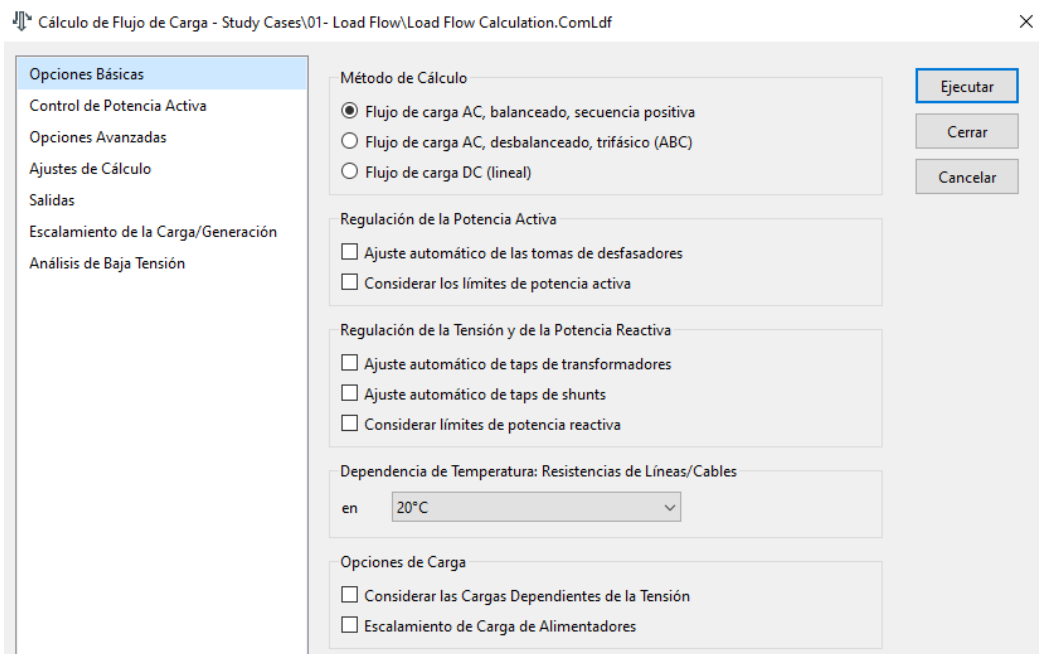 Cálculo de Flujo de Carga - Study Cases\01- Load Flow\Load Flow Calculation.ComLdf
Opciones Básicas
Control de Potencia Activa
Opciones Avanzadas
Ajustes de Cálculo
Salidas
Escalamiento de la Carga/Generación
Análisis de Baja Tensión
Método de Cálculo
Flujo de carga AC, balanceado, secuencia positiva
Flujo de carga AC, desbalanceado, trifásico (ABC)
Flujo de carga DC (lineal)
Regulación de la Potencia Activa
Ajuste automático de las tomas de desfasadores
Considerar los límites de potencia activa
Regulación de la Tensión y de la Potencia Reactiva
Ajuste automático de taps de transformadores
Ajuste automático de taps de shunts
Considerar límites de potencia reactiva
Dependencia de Temperatura: Resistencias de Líneas/Cables
en 20°C
Opciones de Carga
Considerar las Cargas Dependientes de la Tensión
Escalamiento de Carga de Alimentadores
Ejecutar
Cerrar
Cancelar